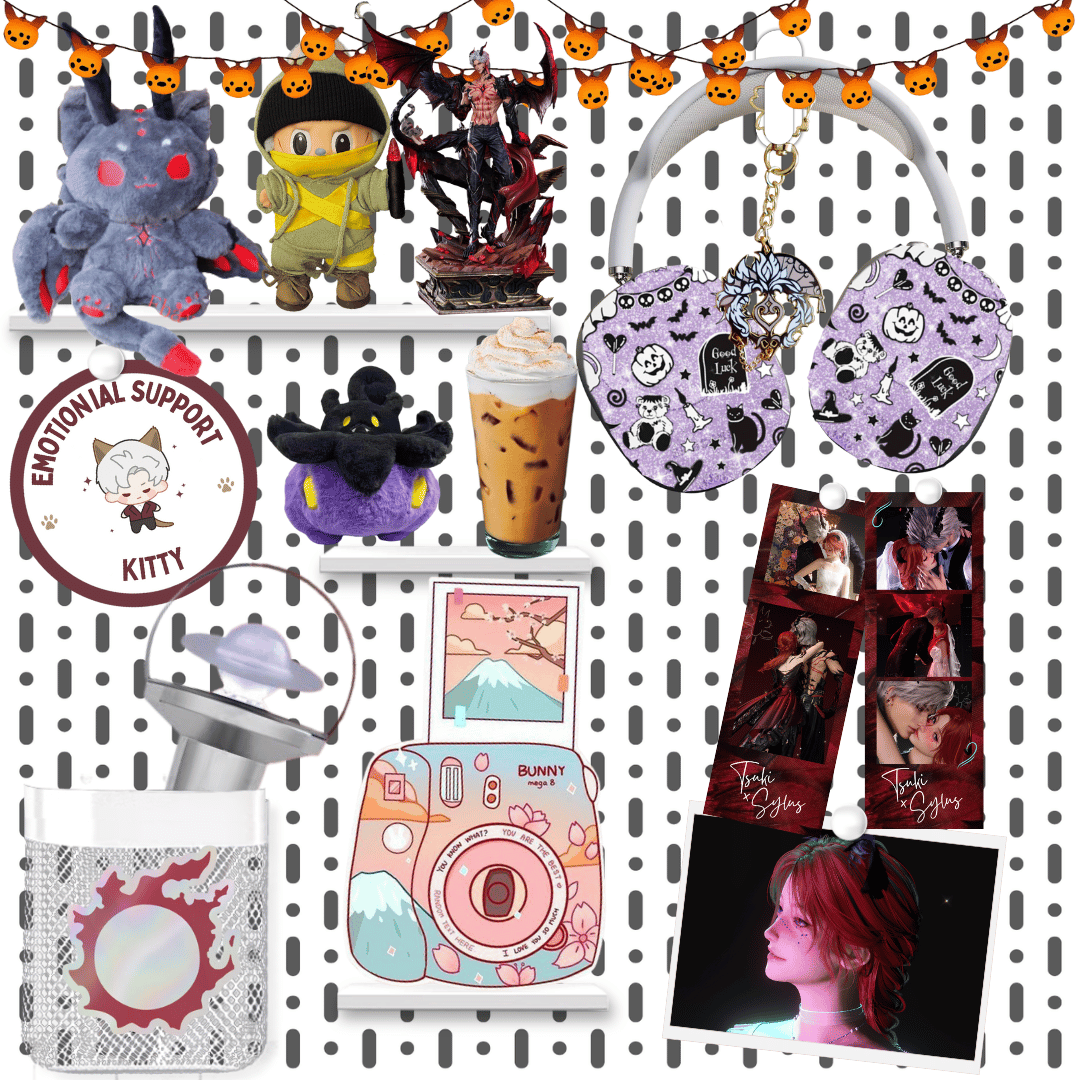 EMOTIONIAL SUPPORT
KITTY
Good
Luck
Good
Luck
BUNNY
mega 8
YOU KNOW WHAT? YOU ARE THE BEST
RANDOM TEXT HERE
I LOVE YOU SO MUCH
Tsuki
x Sylus
Tsuki
x Sylus